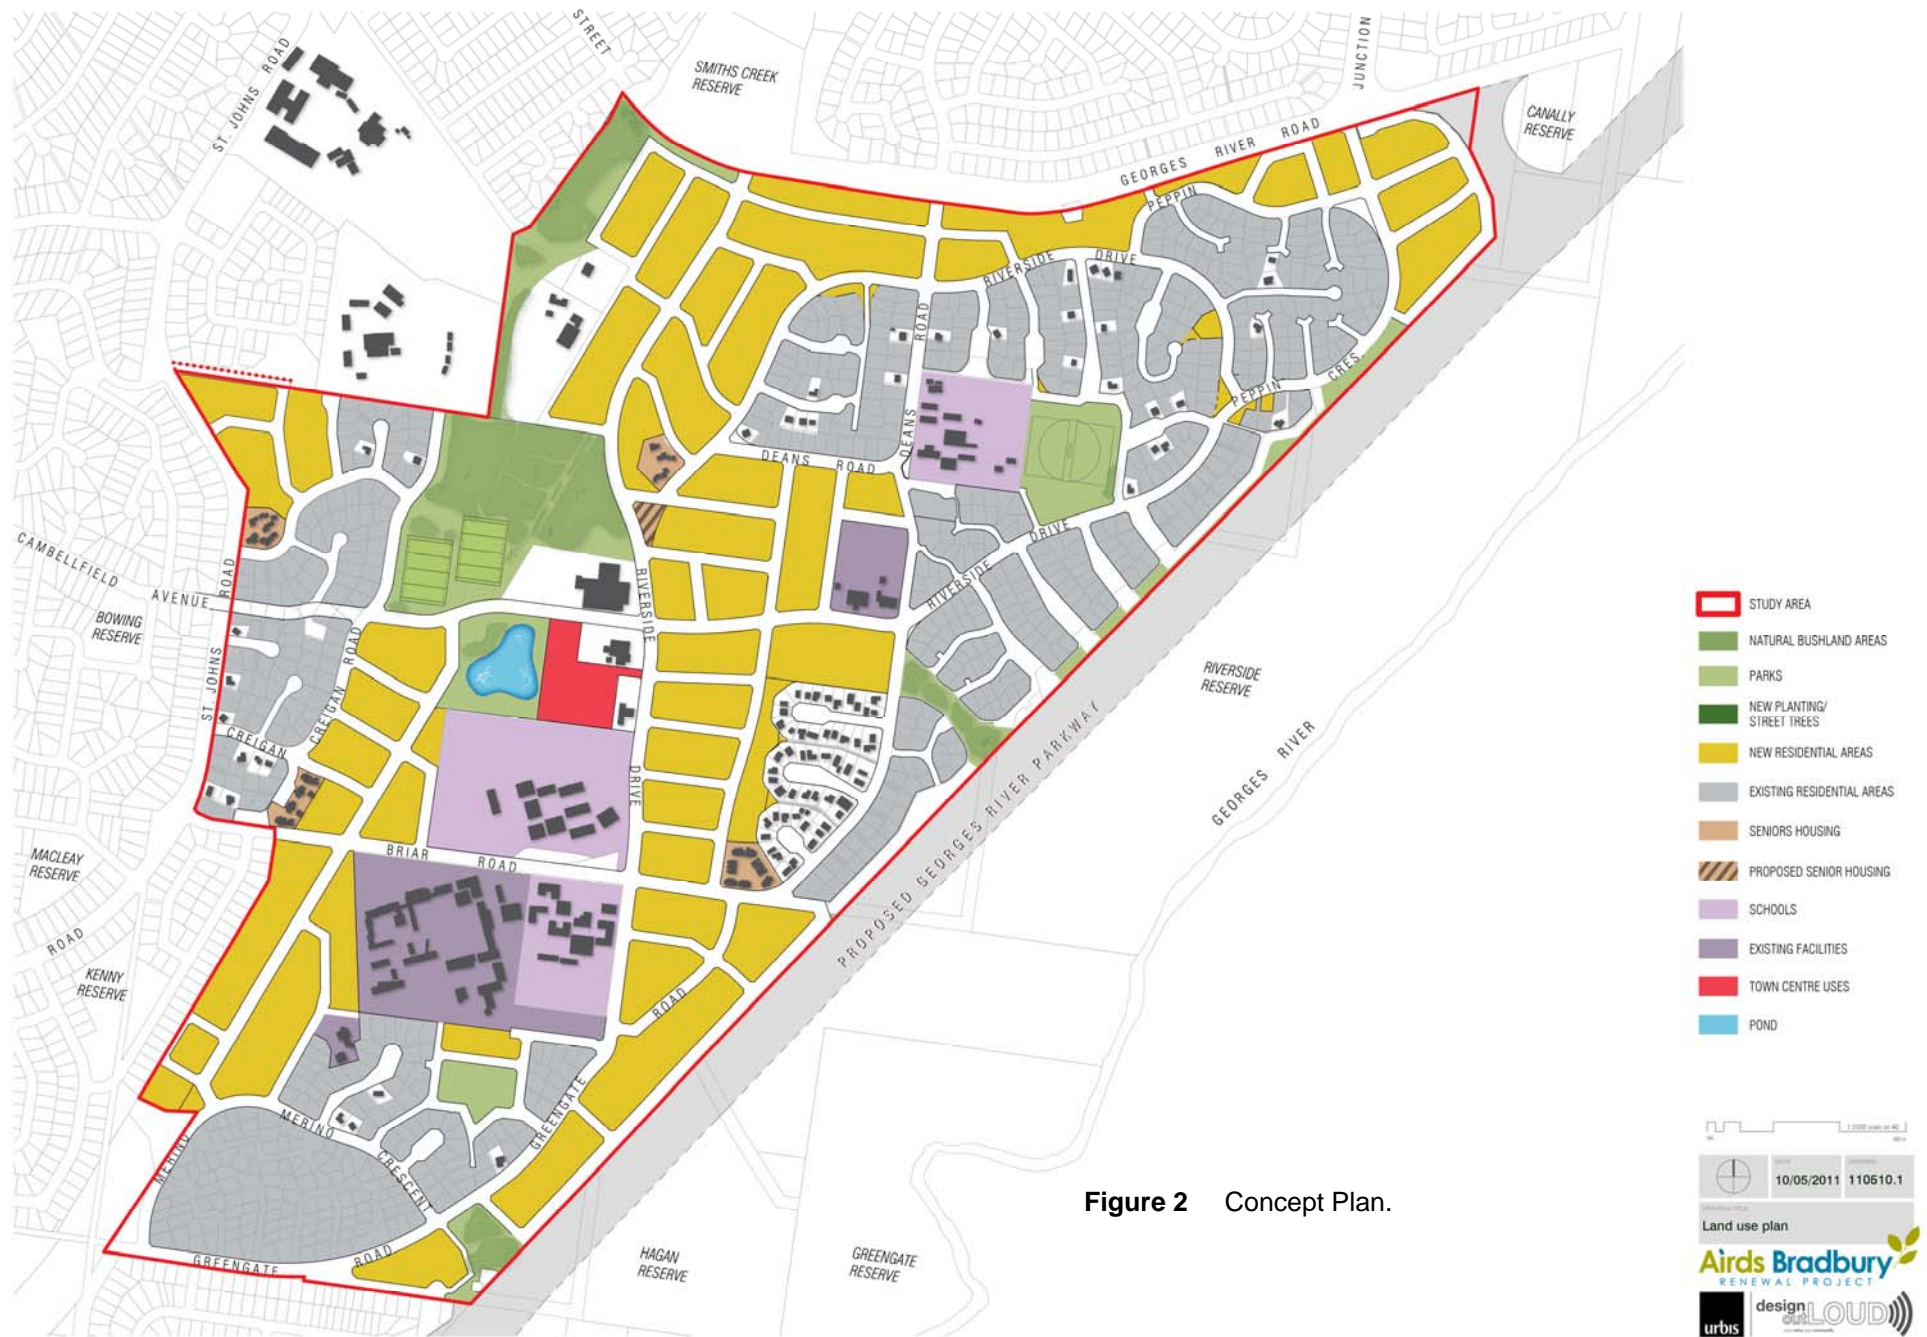 STREET
SMITHS CREEK
RESERVE
JUNCTION
ST. JOHNS ROAD
CANALLY
RESERVE
GEORGES RIVER ROAD
PEPPIN
RIVERSIDE DRIVE
ROAD
DEANS
PEPPIN CRES
DEANS ROAD
CAMBELLFIELD
AVENUE
ROAD
BOWING
RESERVE
ST. JOHNS
CREIGAN ROAD
CREIGAN
RIVERSIDE
DRIVE
RIVERSIDE DRIVE
RIVERSIDE
RESERVE
GEORGES RIVER
PROPOSED GEORGES RIVER PARKWAY
MACLEAY
RESERVE
BRIAR ROAD
ROAD
KENNY
RESERVE
ROAD
GREENGATE
MERINO
MERINO
CRESCENT
GREENGATE ROAD
HAGAN
RESERVE
GREENGATE
RESERVE
STUDY AREA
NATURAL BUSHLAND AREAS
PARKS
NEW PLANTING/
STREET TREES
NEW RESIDENTIAL AREAS
EXISTING RESIDENTIAL AREAS
SENIORS HOUSING
PROPOSED SENIOR HOUSING
SCHOOLS
EXISTING FACILITIES
TOWN CENTRE USES
POND
Figure 2 Concept Plan.
10/05/2011 110510.1
Land use plan
Airds Bradbury
RENEWAL PROJECT
urbis
design
out LOUD